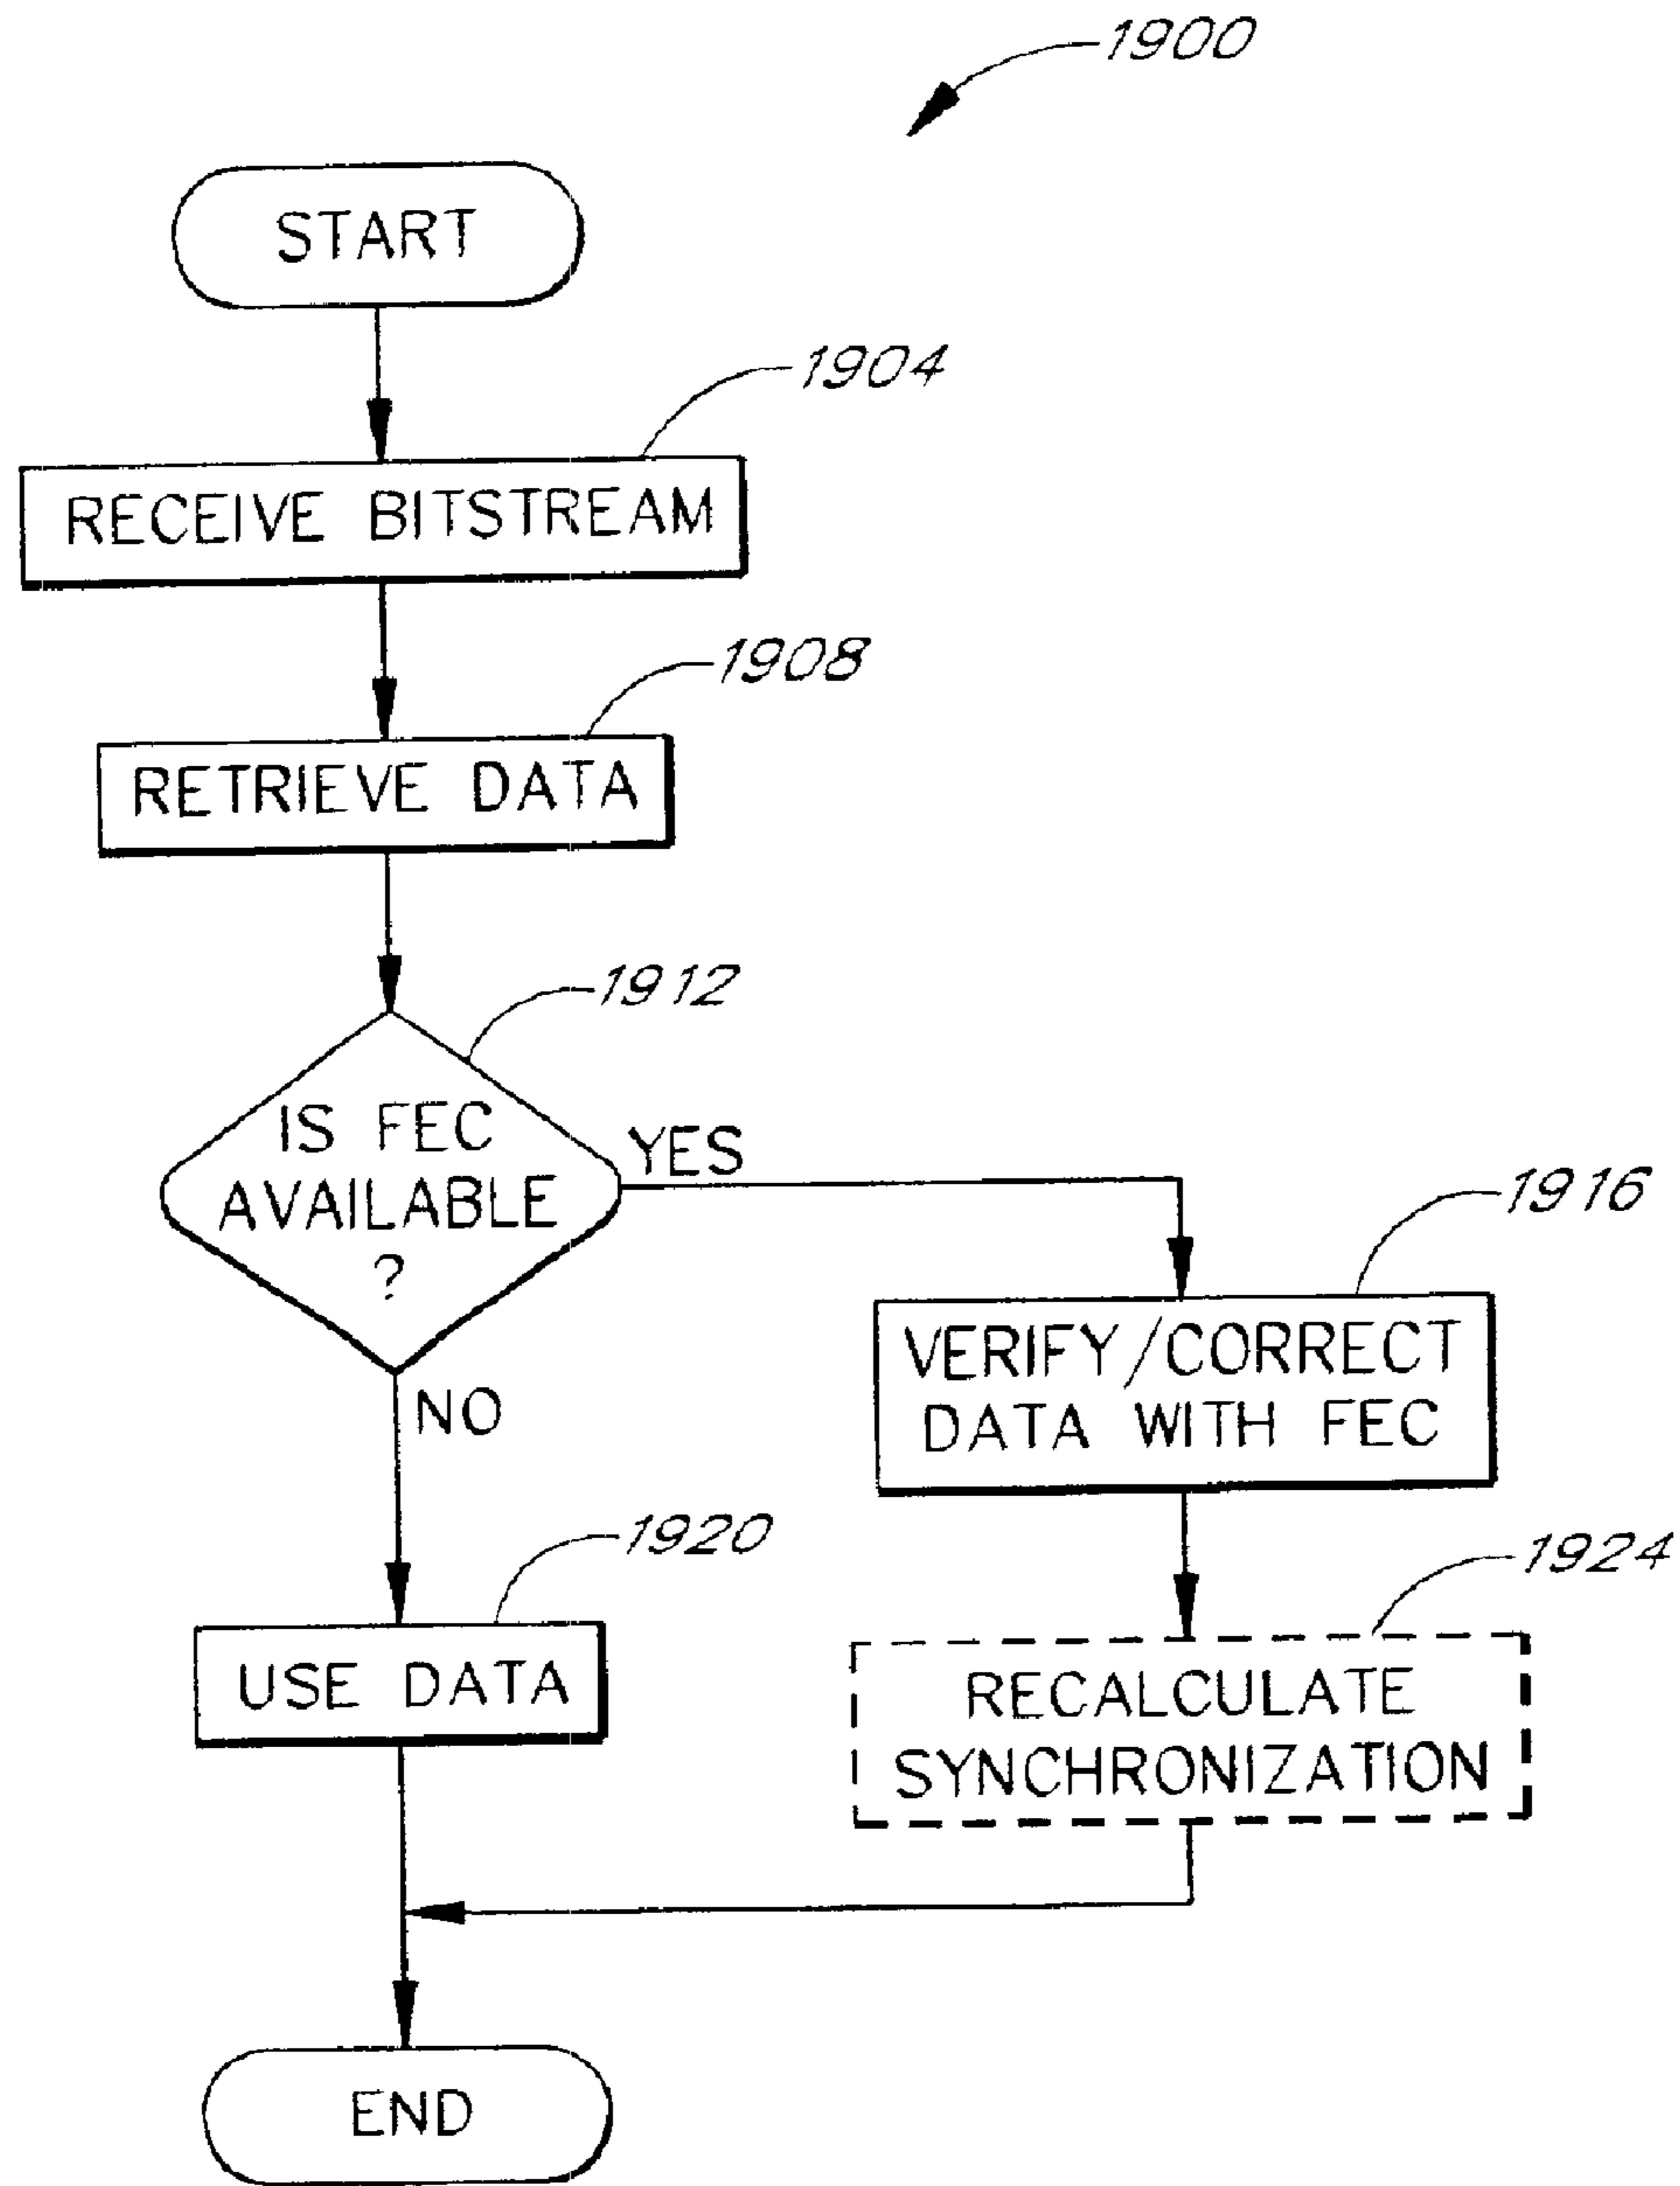 1900
START
1904
RECEIVE BITSTREAM
1908
RETRIEVE DATA
1912
IS FEC
AVAILABLE
?
YES
NO
1916
VERIFY/CORRECT
DATA WITH FEC
1920
USE DATA
1924
RECALCULATE
SYNCHRONIZATION
END